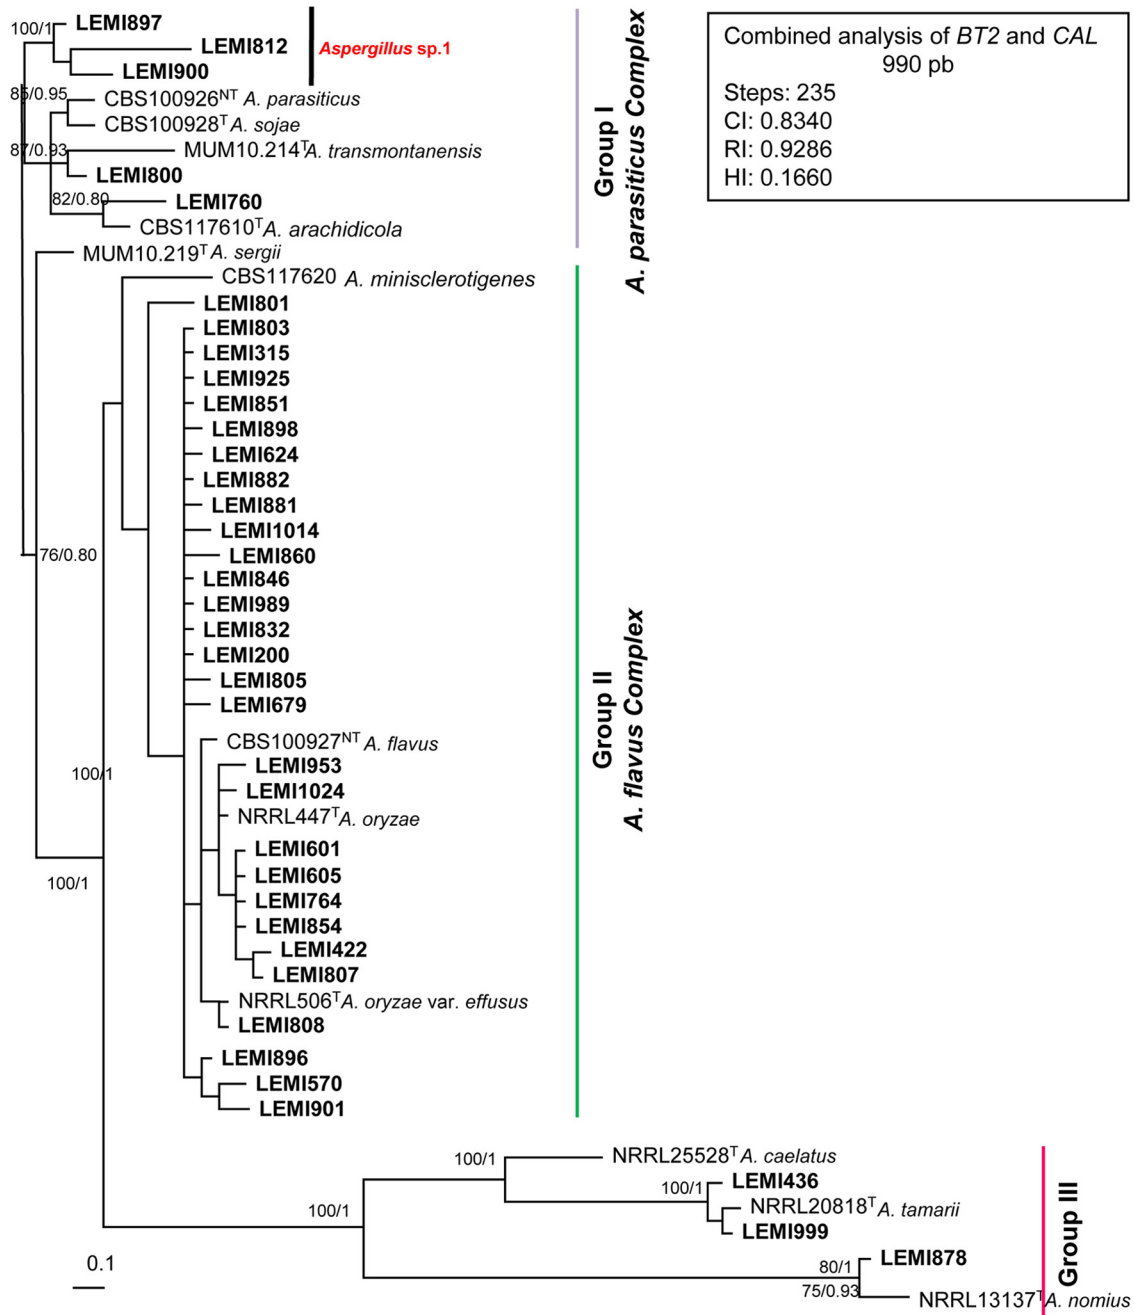 100/1
LEMI897
LEMI812
LEMI900
Aspergillus sp.1
85/0.95
CBS100926NT A. parasiticus
CBS100928T A. sojae
87/0.93
MUM10.214T A. transmontanensis
LEMI800
82/0.80
LEMI760
CBS117610T A. arachidicola
MUM10.219T A. sergii
Group I
A. parasiticus Complex
Combined analysis of BT2 and CAL
990 pb
Steps: 235
CI: 0.8340
RI: 0.9286
HI: 0.1660
CBS117620 A. minisclerotigenes
LEMI801
LEMI803
LEMI315
LEMI925
LEMI851
LEMI898
LEMI624
LEMI882
LEMI881
LEMI1014
76/0.80
LEMI860
LEMI846
LEMI989
LEMI832
LEMI200
LEMI805
LEMI679
CBS100927NT A. flavus
LEMI953
100/1
LEMI1024
NRRL447T A. oryzae
LEMI601
LEMI605
100/1
LEMI764
LEMI854
LEMI422
LEMI807
NRRL506T A. oryzae var. effusus
LEMI808
LEMI896
LEMI570
LEMI901
Group II
A. flavus Complex
100/1
NRRL25528T A. caelatus
100/1
LEMI436
NRRL20818T A. tamarii
100/1
LEMI999
LEMI878
80/1
75/0.93
NRRL13137T A. nomius
Group III
0.1